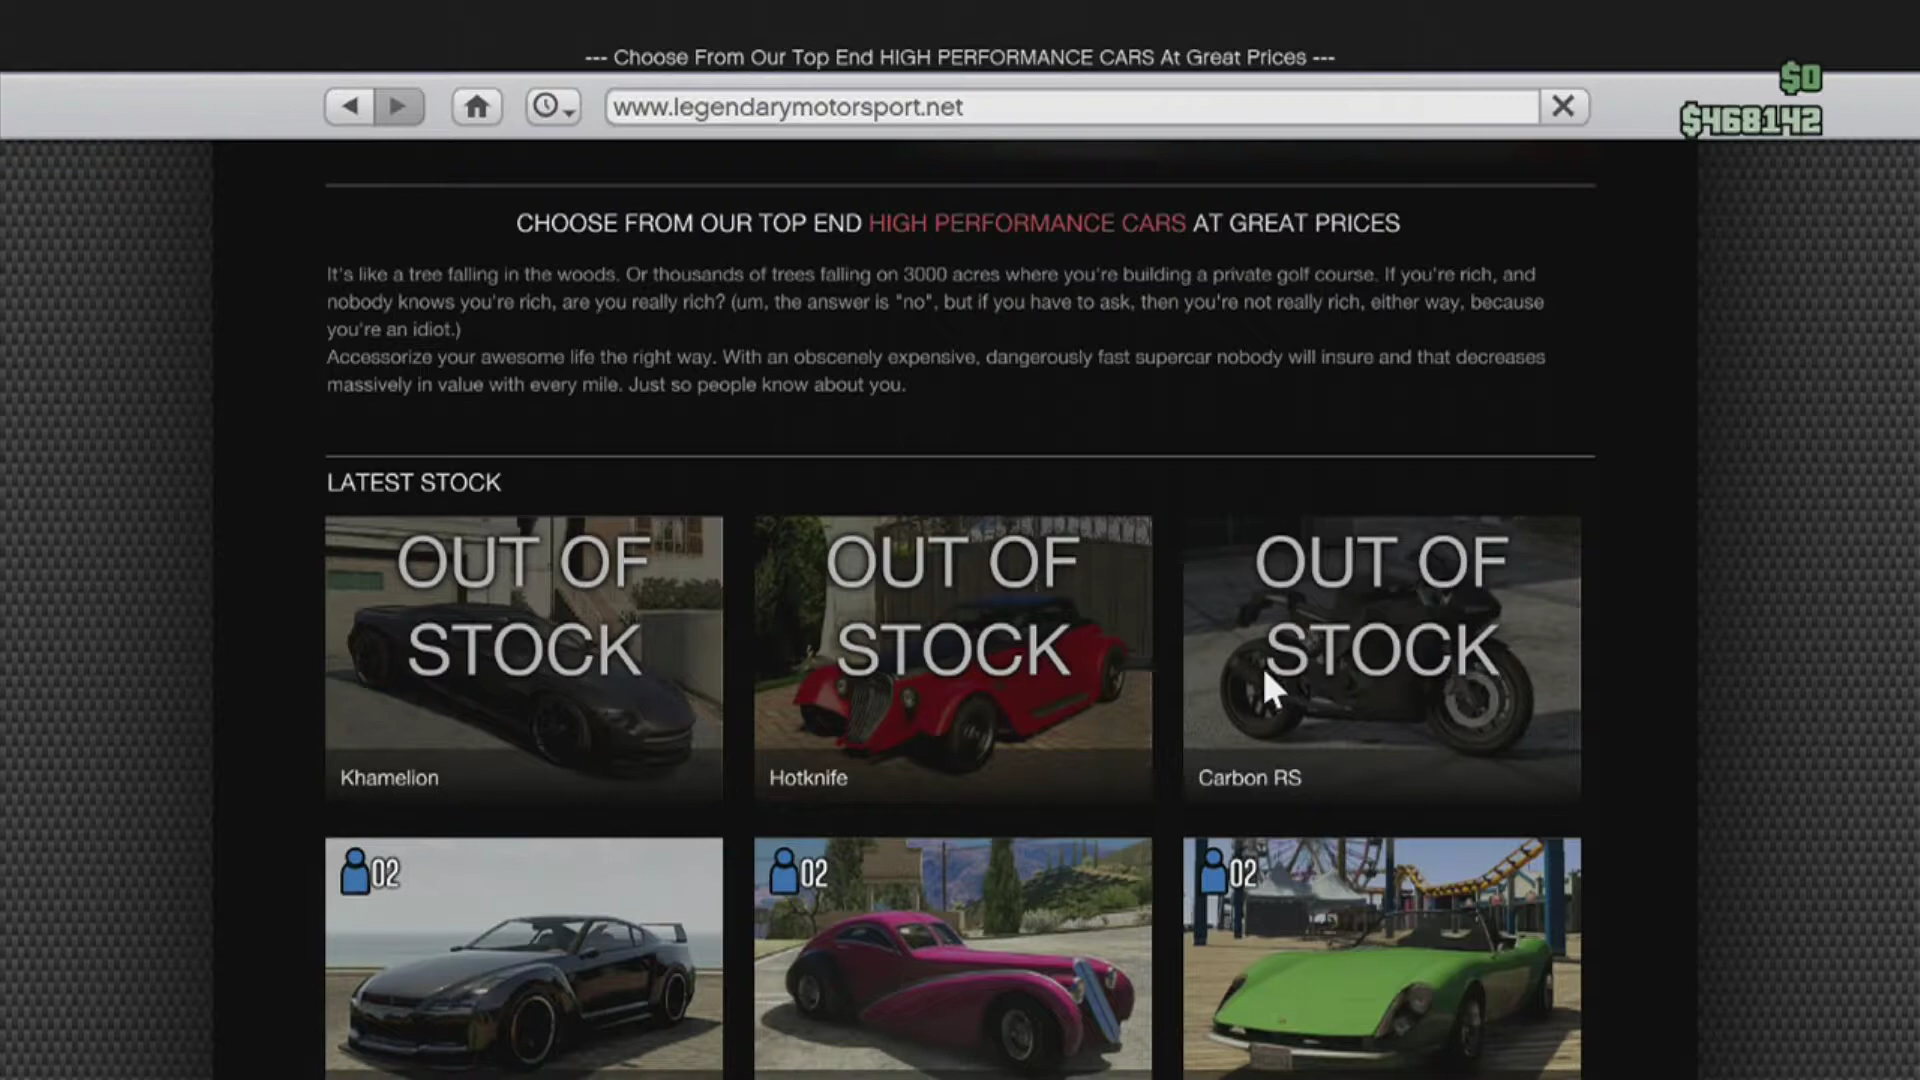 --- Choose From Our Top End HIGH PERFORMANCE CARS At Great Prices ---
$0
www.legendarymotorsport.net
$468142
CHOOSE FROM OUR TOP END HIGH PERFORMANCE CARS AT GREAT PRICES
It's like a tree falling in the woods. Or thousands of trees falling on 3000 acres where you're building a private golf course. If you're rich, and
nobody knows you're rich, are you really rich? (um, the answer is "no", but if you have to ask, then you're not really rich, either way, because
you're an idiot.)
Accessorize your awesome life the right way. With an obscenely expensive, dangerously fast supercar nobody will insure and that decreases
massively in value with every mile. Just so people know about you.
LATEST STOCK
OUT OF
STOCK
Khamelion
OUT OF
STOCK
Hotknife
OUT OF
STOCK
Carbon RS
02
02
02